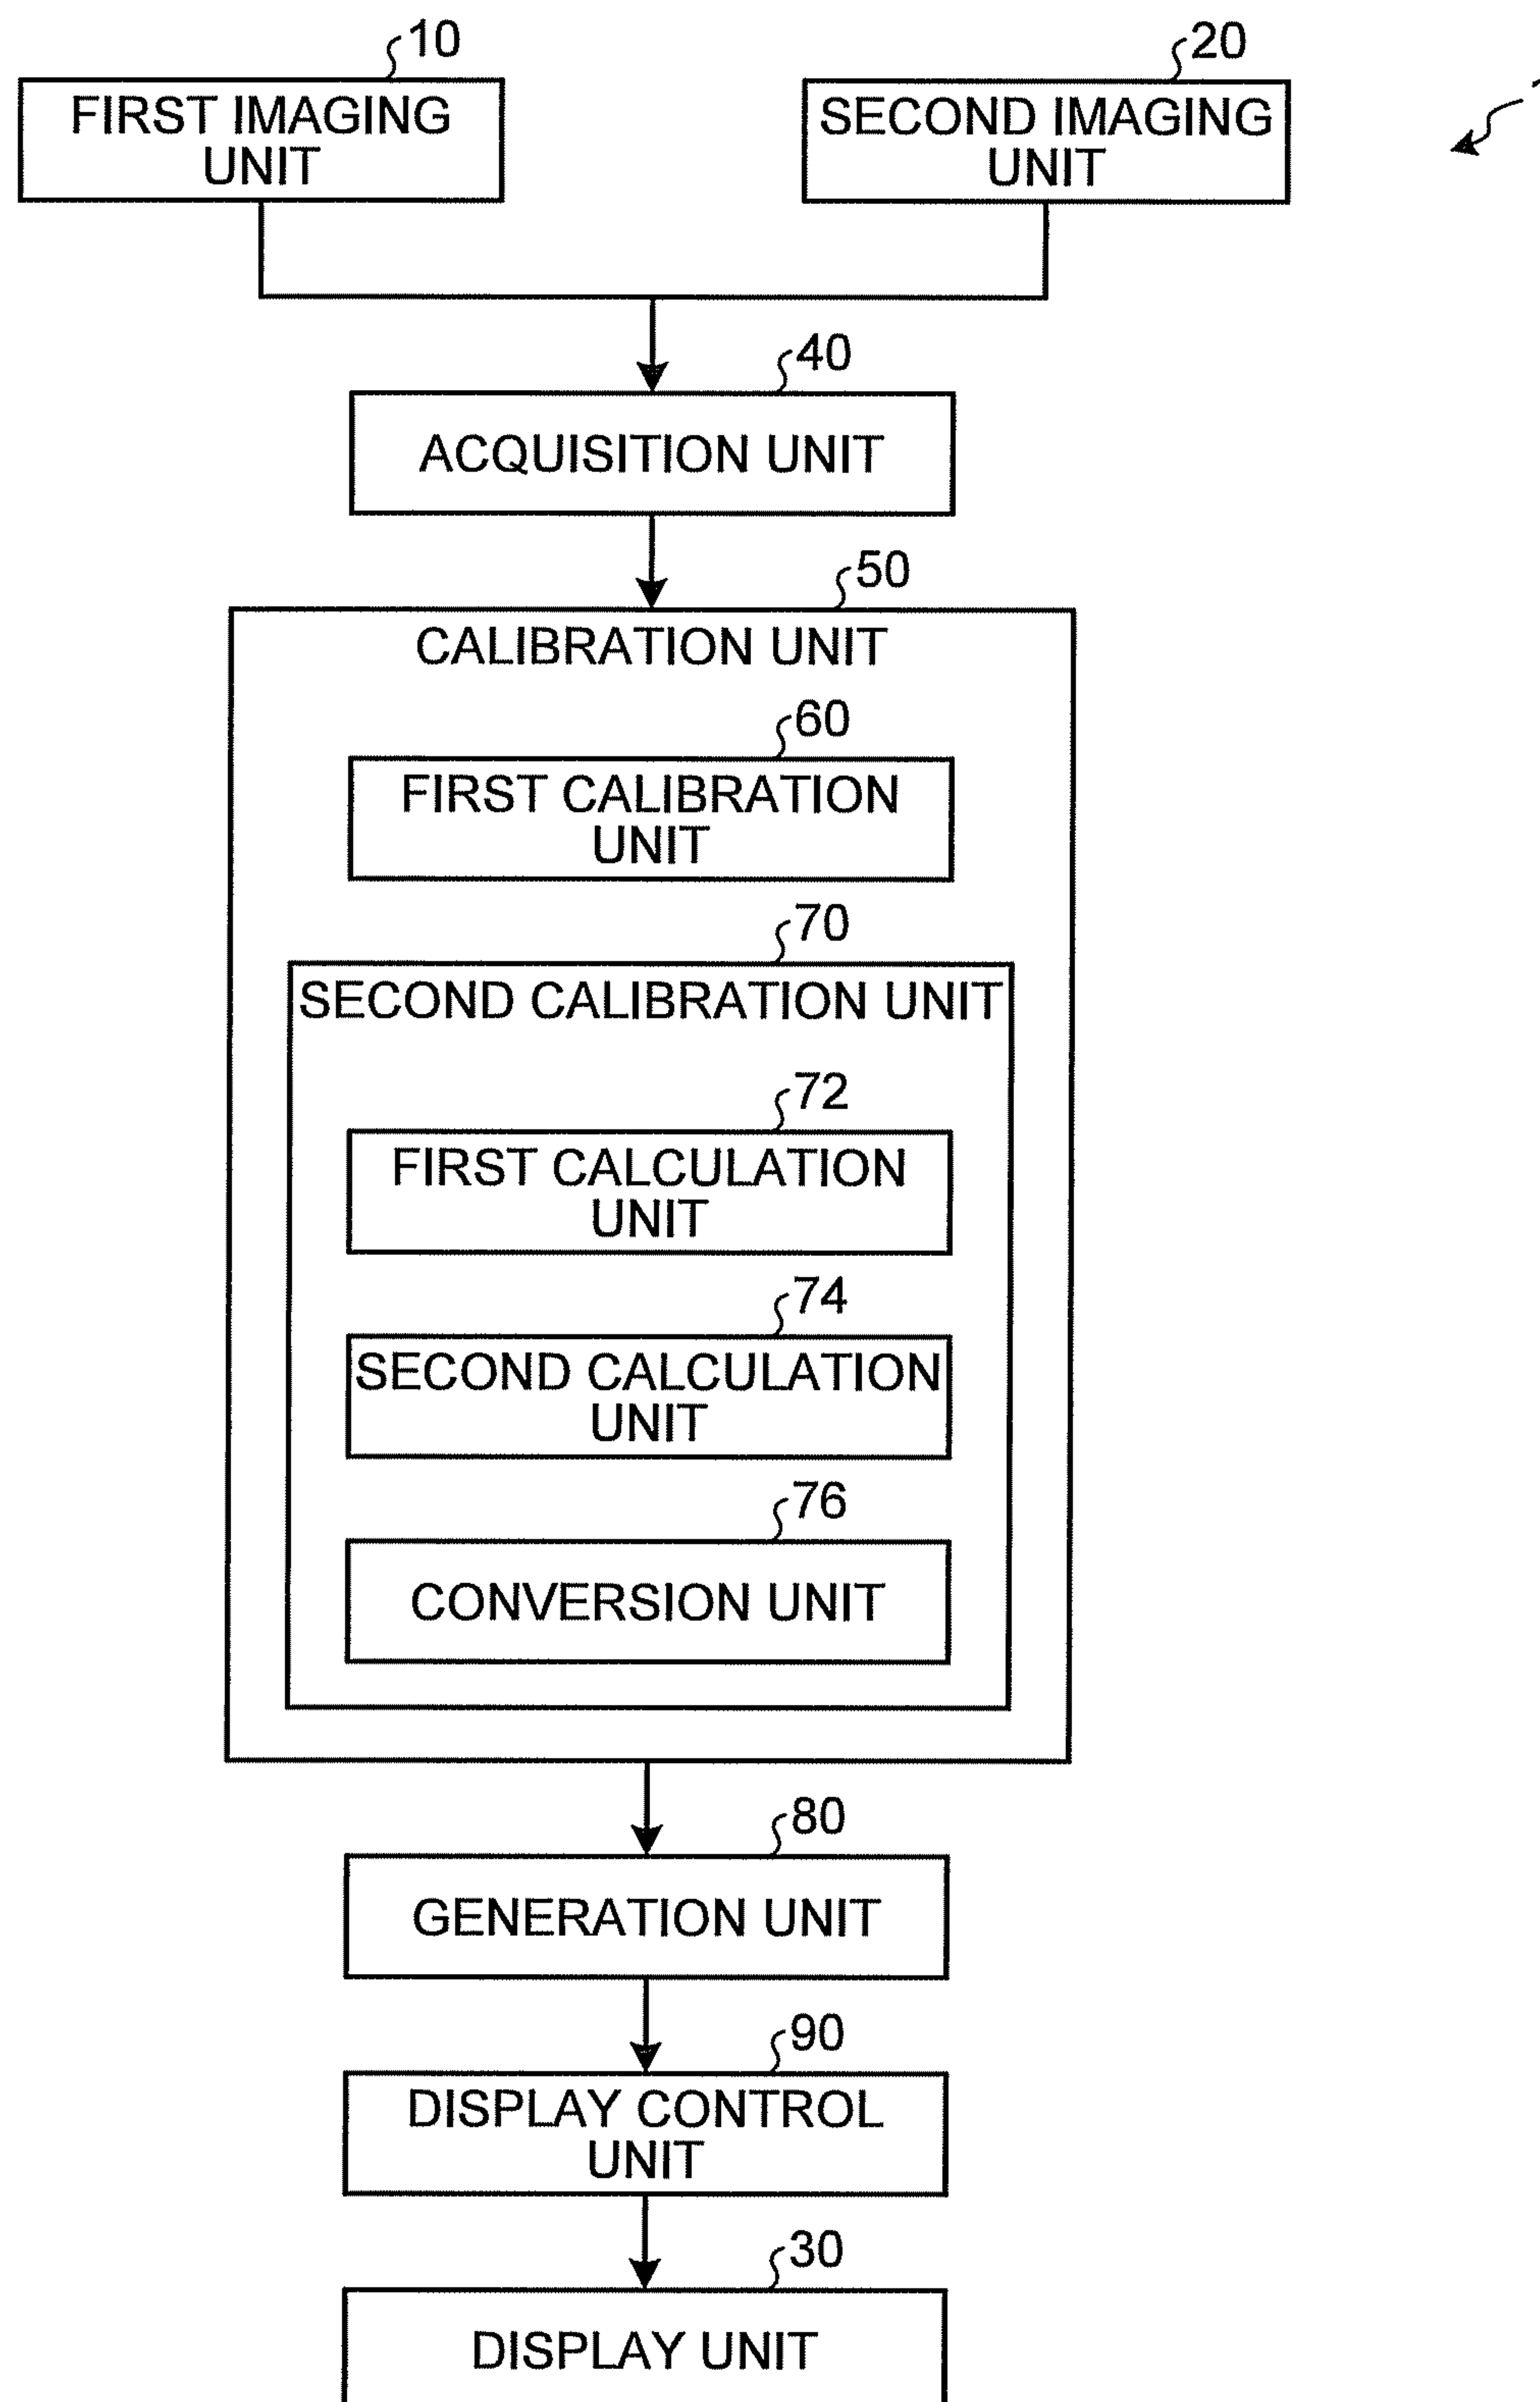 10
20
FIRST IMAGING
UNIT
SECOND IMAGING
UNIT
40
ACQUISITION UNIT
50
CALIBRATION UNIT
60
FIRST CALIBRATION
UNIT
70
SECOND CALIBRATION UNIT
72
FIRST CALCULATION
UNIT
74
SECOND CALCULATION
UNIT
76
CONVERSION UNIT
80
GENERATION UNIT
90
DISPLAY CONTROL
UNIT
30
DISPLAY UNIT